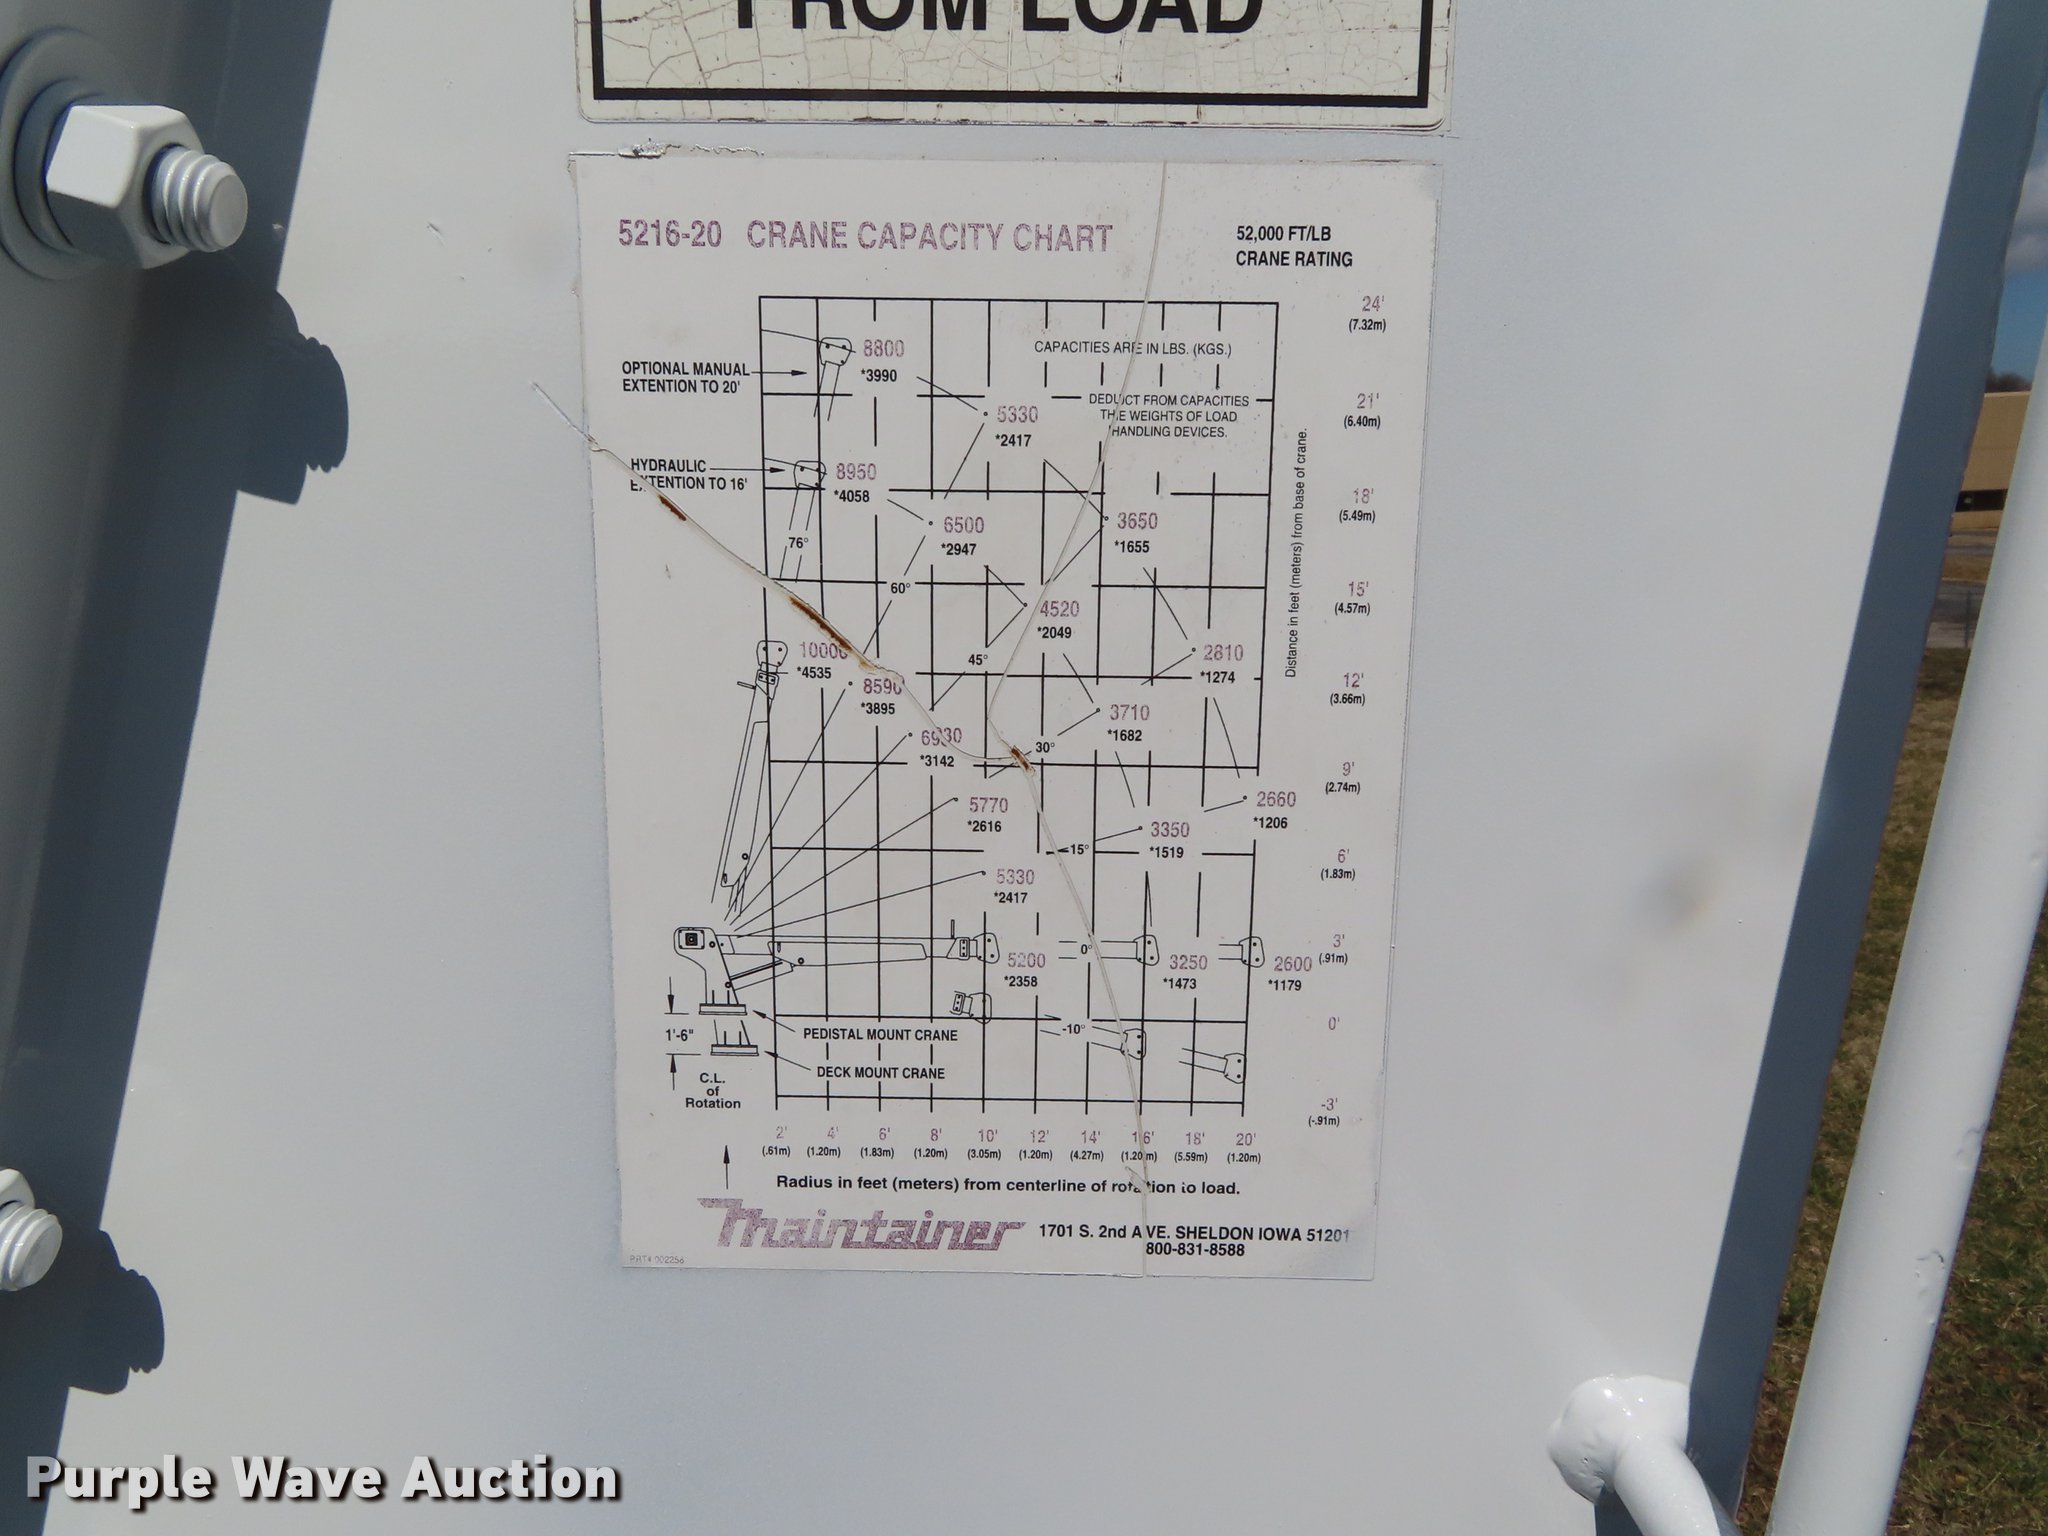 FROM LOAD
5216-20 CRANE CAPACITY CHART
52,000 FT/LB
CRANE RATING
24'
(7.32m)
8800
*3990
CAPACITIES ARE IN LBS. (KGS.)
OPTIONAL MANUAL
EXTENTION TO 20'
5330
*2417
DEDUCT FROM CAPACITIES
THE WEIGHTS OF LOAD
HANDLING DEVICES.
21'
(6.40m)
HYDRAULIC
EXTENTION TO 16'
8950
*4058
18'
(5.49m)
6500
*2947
3650
*1655
76°
60°
15'
(4.57m)
4520
*2049
Distance in feet (meters) from base of crane.
10000
*4535
45°
2810
*1274
12'
(3.66m)
8590
*3895
3710
*1682
6930
*3142
30°
9'
(2.74m)
5770
*2616
2660
*1206
3350
*1519
15°
6'
(1.83m)
5330
*2417
3'
(.91m)
0°
5200
*2358
3250
*1473
2600
*1179
0'
1'-6"
PEDISTAL MOUNT CRANE
-10°
DECK MOUNT CRANE
C.L.
of
Rotation
-3'
(-.91m)
2' 4' 6' 8' 10' 12' 14' 16' 18' 20'
(.61m) (1.20m) (1.83m) (1.20m) (3.05m) (1.20m) (4.27m) (1.20m) (5.59m) (1.20m)
Radius in feet (meters) from centerline of rotation to load.
Maintainer
1701 S. 2nd AVE. SHELDON IOWA 51201
800-831-8588
PRT# 002256
Purple Wave Auction